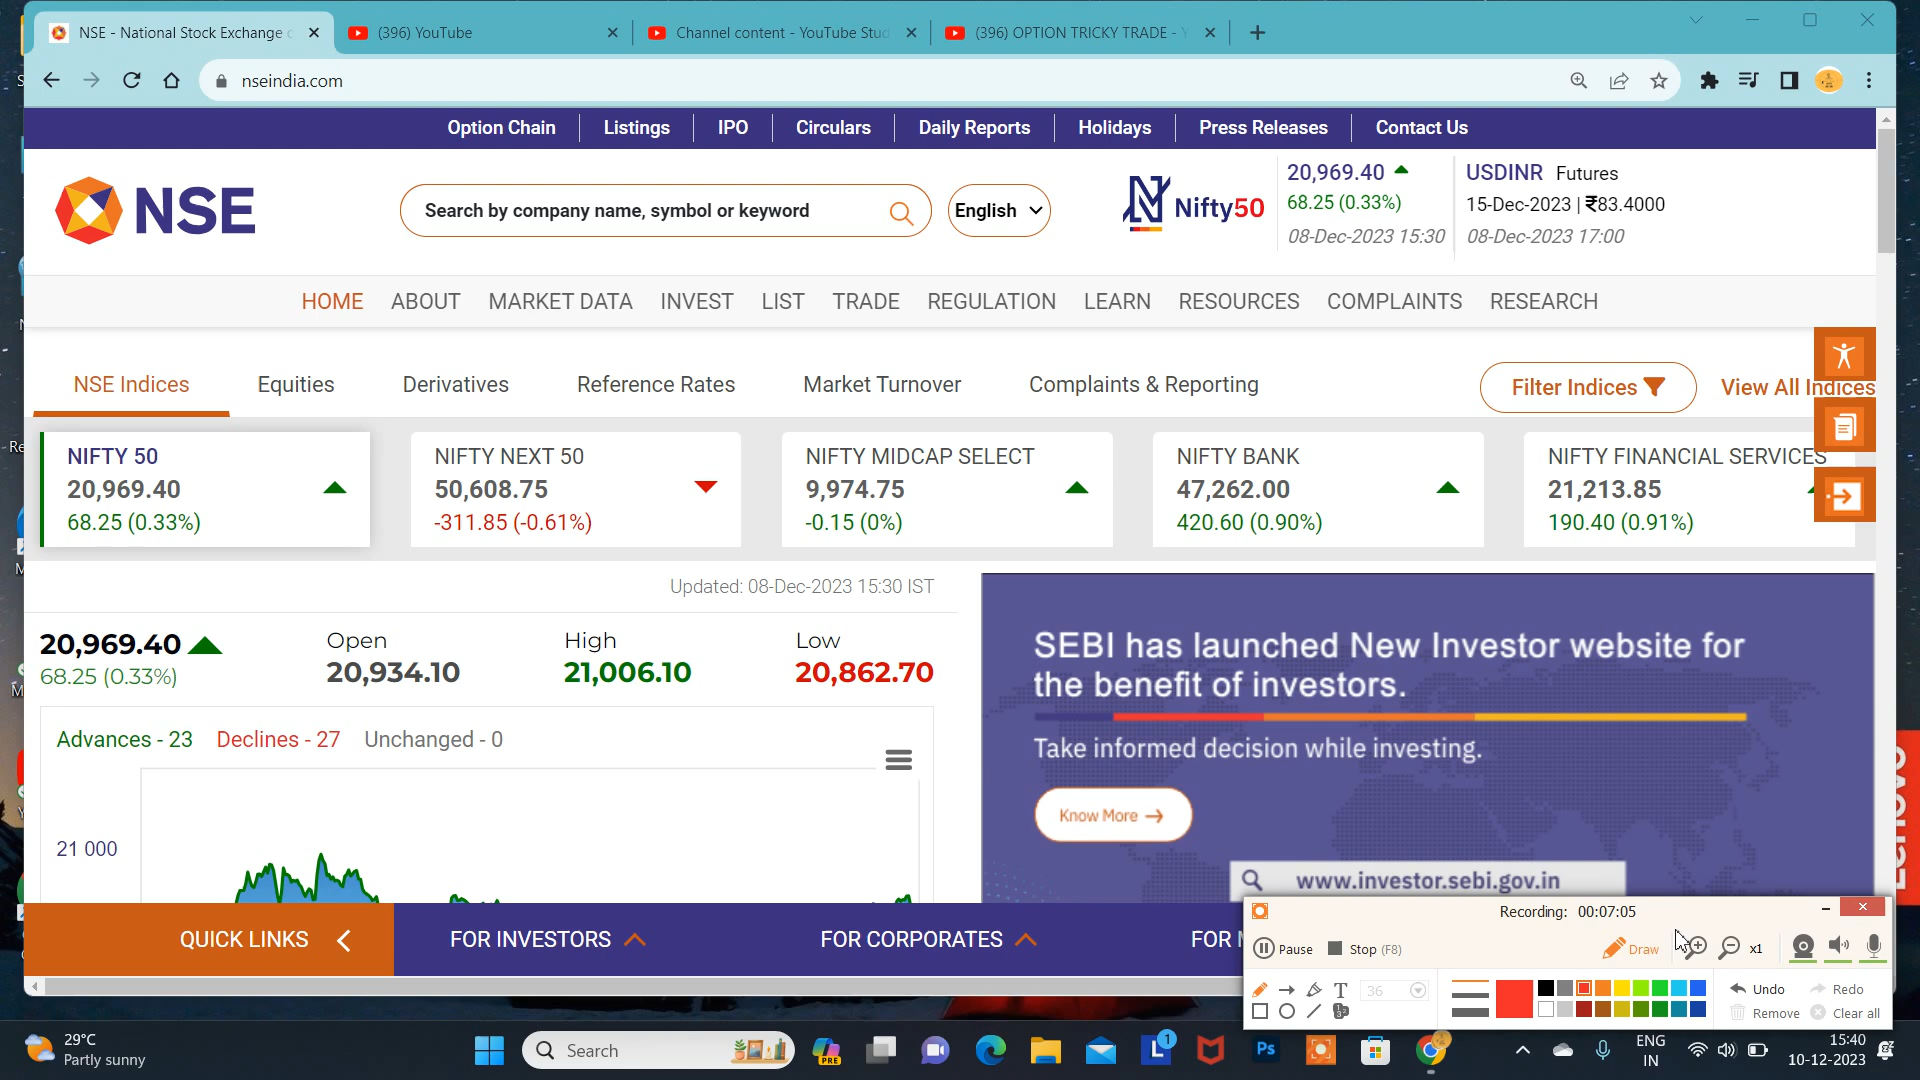 NSE - National Stock Exchange
(396) YouTube
Channel content - YouTube Stud
(396) OPTION TRICKY TRADE - Y
nseindia.com
Option Chain
Listings
IPO
Circulars
Daily Reports
Holidays
Press Releases
Contact Us
NSE
Search by company name, symbol or keyword
English
Nifty50
20,969.40
68.25 (0.33%)
08-Dec-2023 15:30
USDINR Futures
15-Dec-2023 | ₹83.4000
08-Dec-2023 17:00
HOME ABOUT MARKET DATA INVEST LIST TRADE REGULATION LEARN RESOURCES COMPLAINTS RESEARCH
NSE Indices
Equities
Derivatives
Reference Rates
Market Turnover
Complaints & Reporting
Filter Indices
View All Indices
NIFTY 50
20,969.40
68.25 (0.33%)
NIFTY NEXT 50
50,608.75
-311.85 (-0.61%)
NIFTY MIDCAP SELECT
9,974.75
-0.15 (0%)
NIFTY BANK
47,262.00
420.60 (0.90%)
NIFTY FINANCIAL SERVICES
21,213.85
190.40 (0.91%)
Updated: 08-Dec-2023 15:30 IST
20,969.40
68.25 (0.33%)
Open
20,934.10
High
21,006.10
Low
20,862.70
Advances - 23 Declines - 27 Unchanged - 0
21 000
SEBI has launched New Investor website for
the benefit of investors.
Take informed decision while investing.
Know More →
www.investor.sebi.gov.in
QUICK LINKS
FOR INVESTORS
FOR CORPORATES
FOR
Recording: 00:07:05
Pause
Stop (F8)
Draw
x1
T
36
Undo
Redo
Remove
Clear all
Lenovo
29°C
Partly sunny
Search
PRE
L
1
Ps
ENG
IN
15:40
10-12-2023